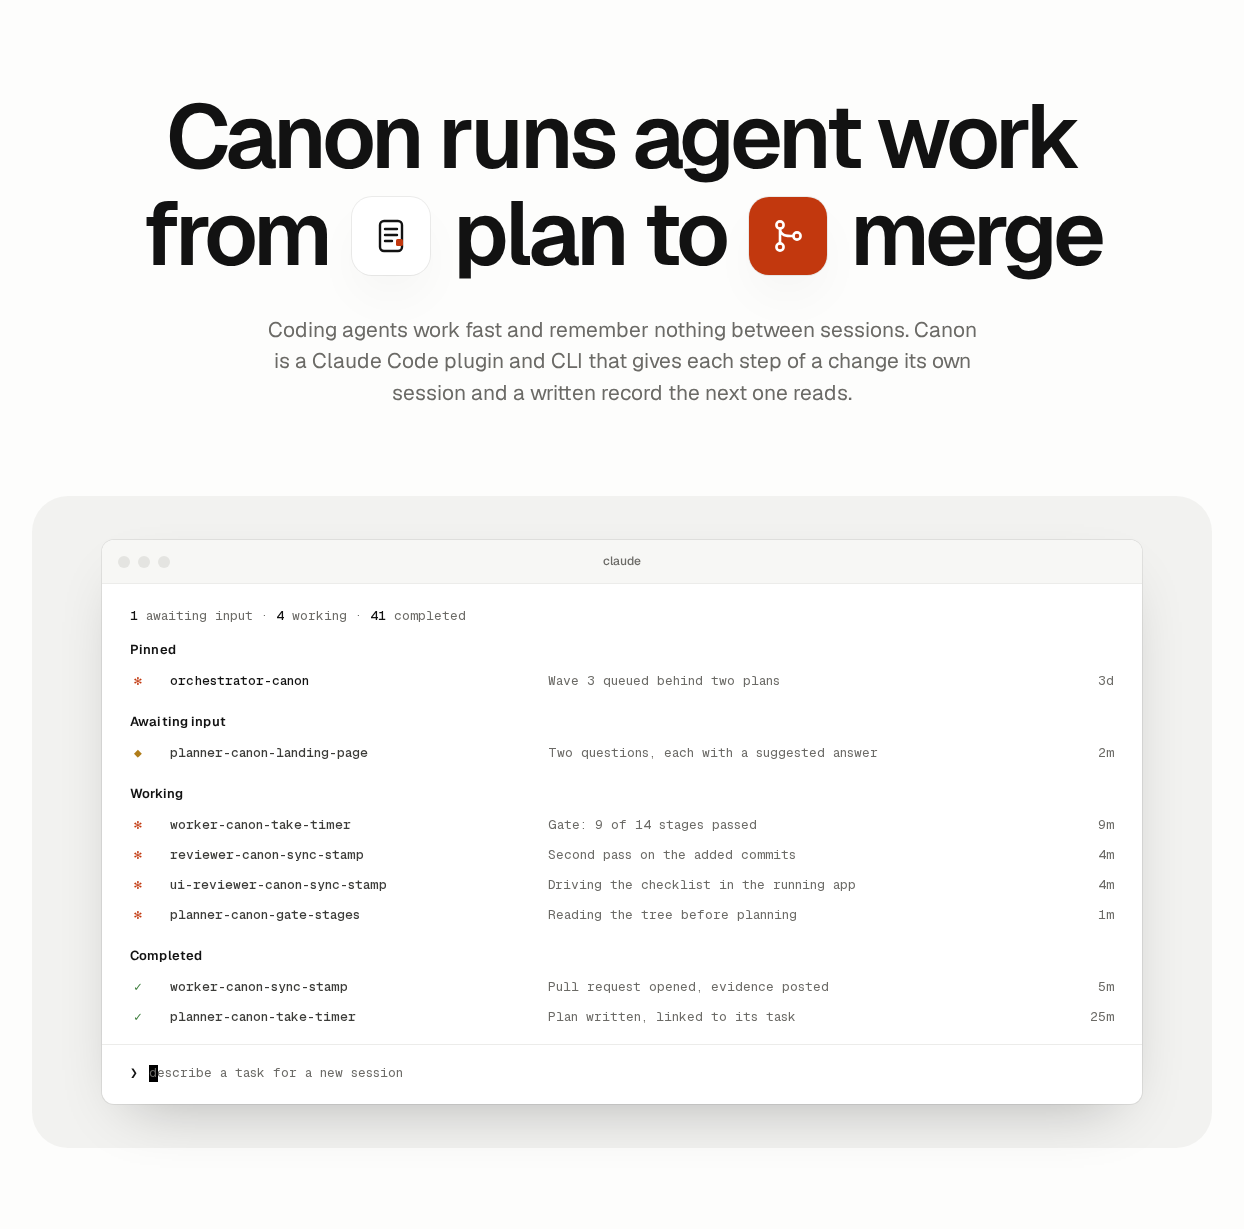 Canon runs agent work
from plan to merge
Coding agents work fast and remember nothing between sessions. Canon
is a Claude Code plugin and CLI that gives each step of a change its own
session and a written record the next one reads.
claude
1 awaiting input · 4 working · 41 completed
Pinned
✻ orchestrator-canon Wave 3 queued behind two plans 3d
Awaiting input
◆ planner-canon-landing-page Two questions, each with a suggested answer 2m
Working
✻ worker-canon-take-timer Gate: 9 of 14 stages passed 9m
✻ reviewer-canon-sync-stamp Second pass on the added commits 4m
✻ ui-reviewer-canon-sync-stamp Driving the checklist in the running app 4m
✻ planner-canon-gate-stages Reading the tree before planning 1m
Completed
✓ worker-canon-sync-stamp Pull request opened, evidence posted 5m
✓ planner-canon-take-timer Plan written, linked to its task 25m
❯ describe a task for a new session